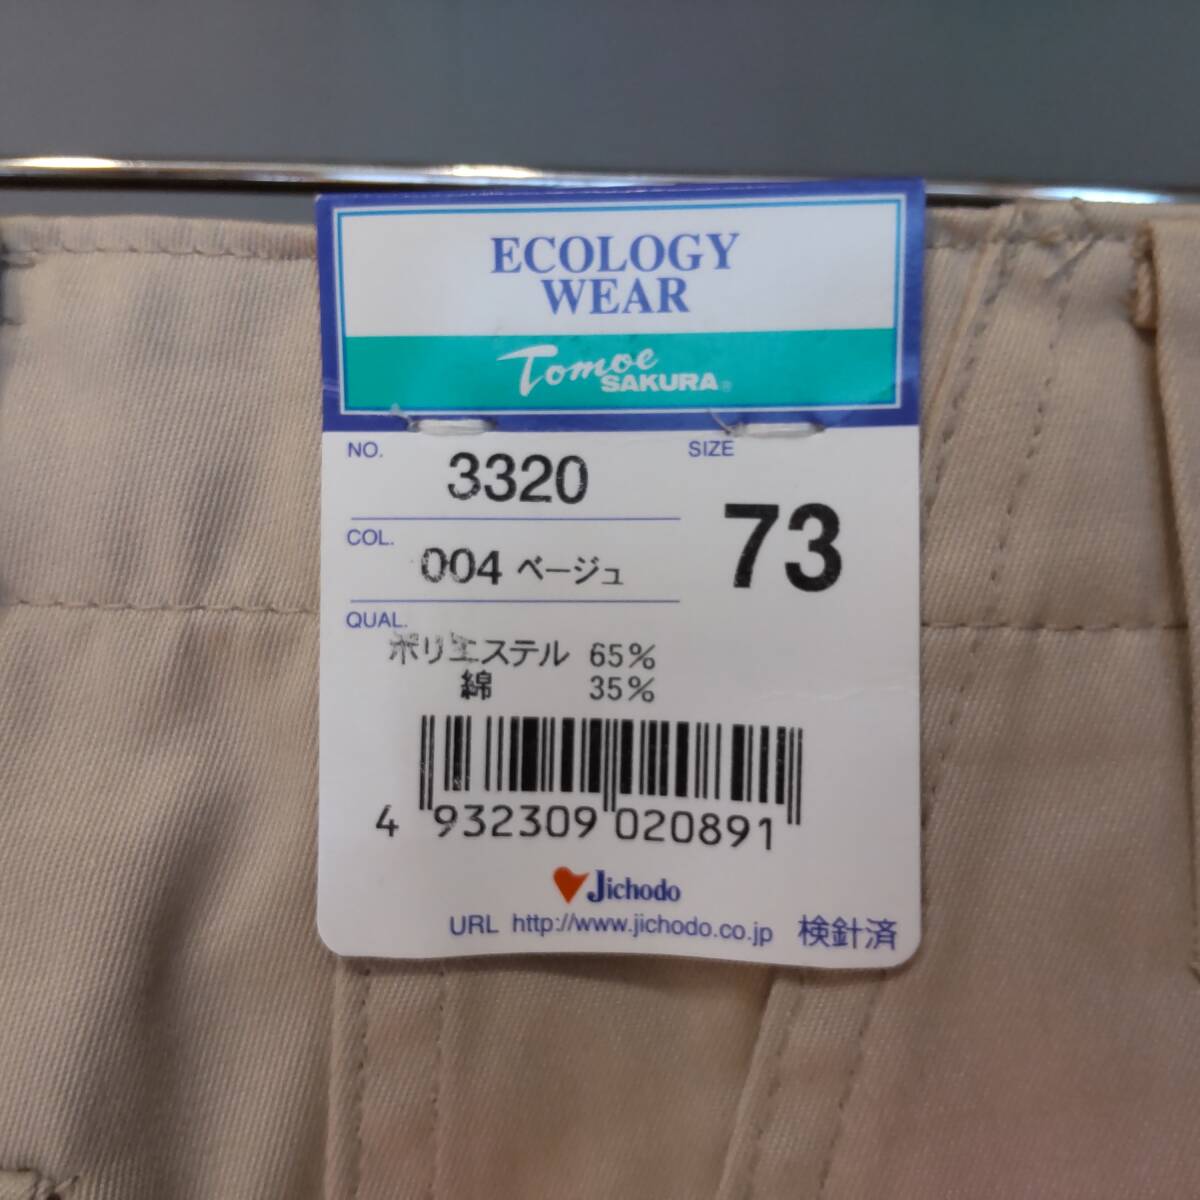 ECOLOGY
WEAR
Tomoe
SAKURA®
NO.
3320
SIZE
73
COL.
004 ベージュ
QUAL.
ポリエステル 65%
綿 35%
4 932309 020891
Jichodo
URL http://www.jichodo.co.jp 検針済